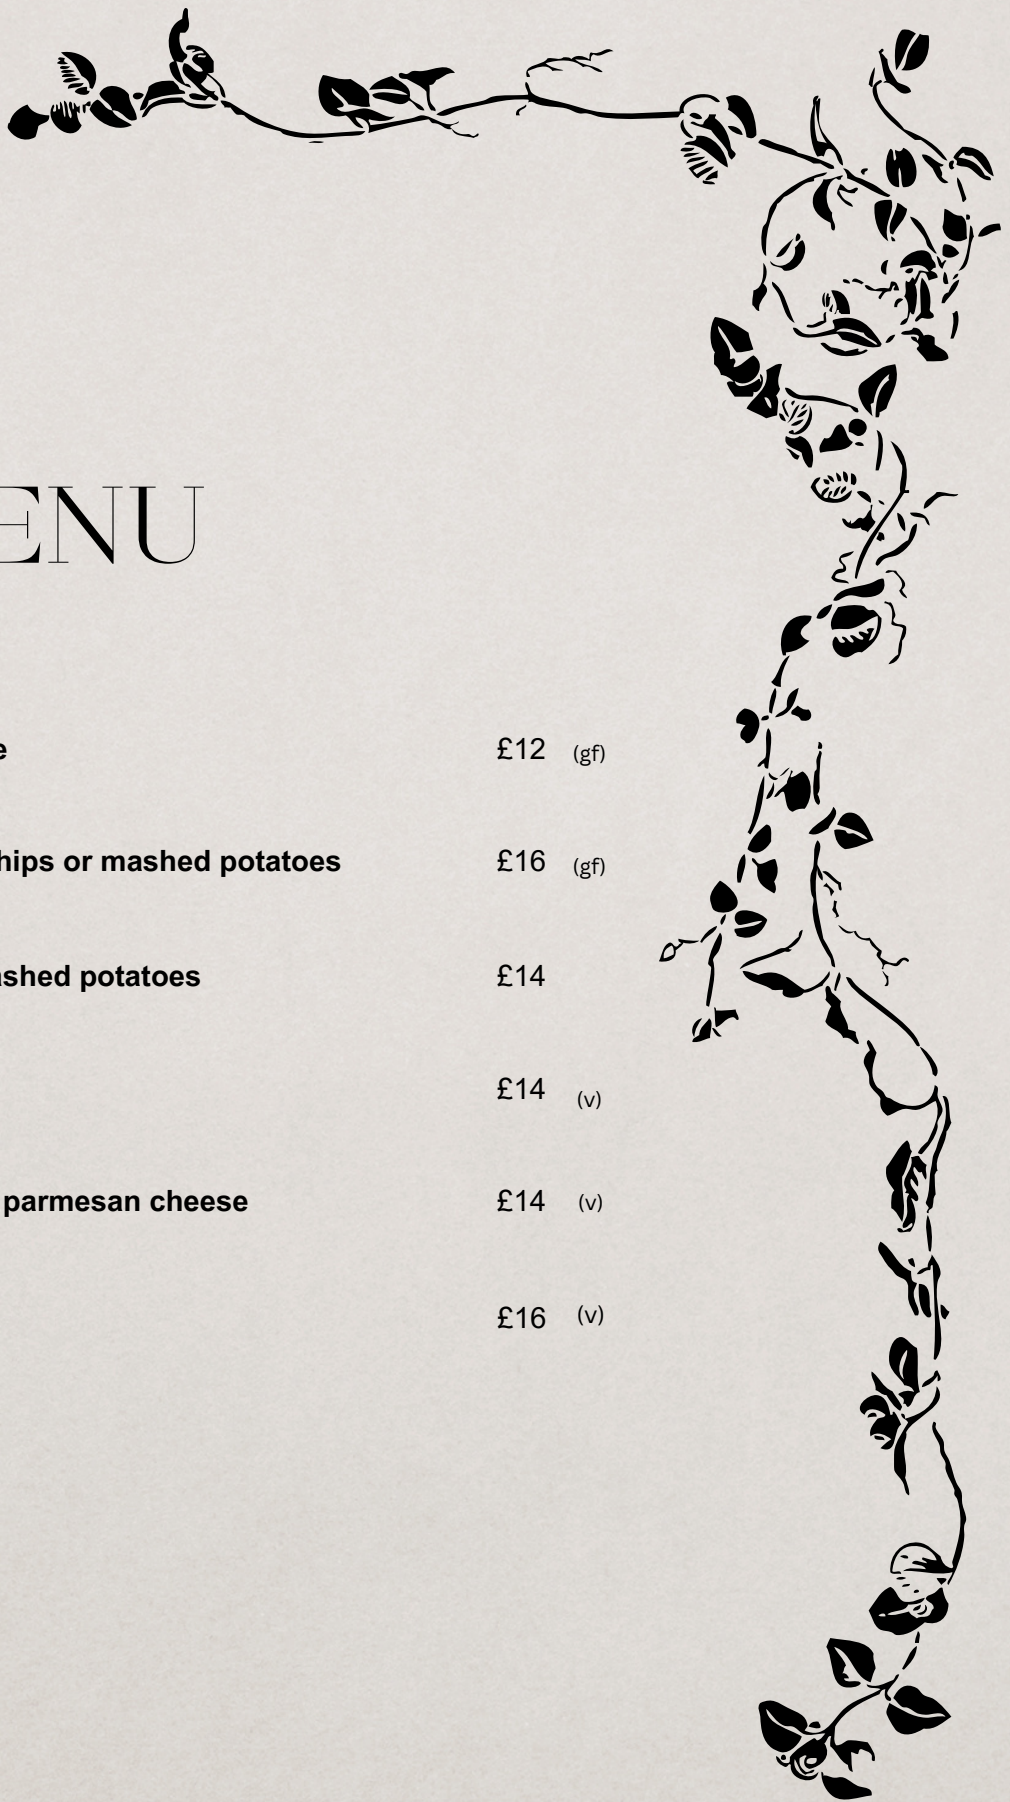 ENU
e £12 (gf)
hips or mashed potatoes £16 (gf)
ashed potatoes £14
£14 (v)
parmesan cheese £14 (v)
£16 (v)